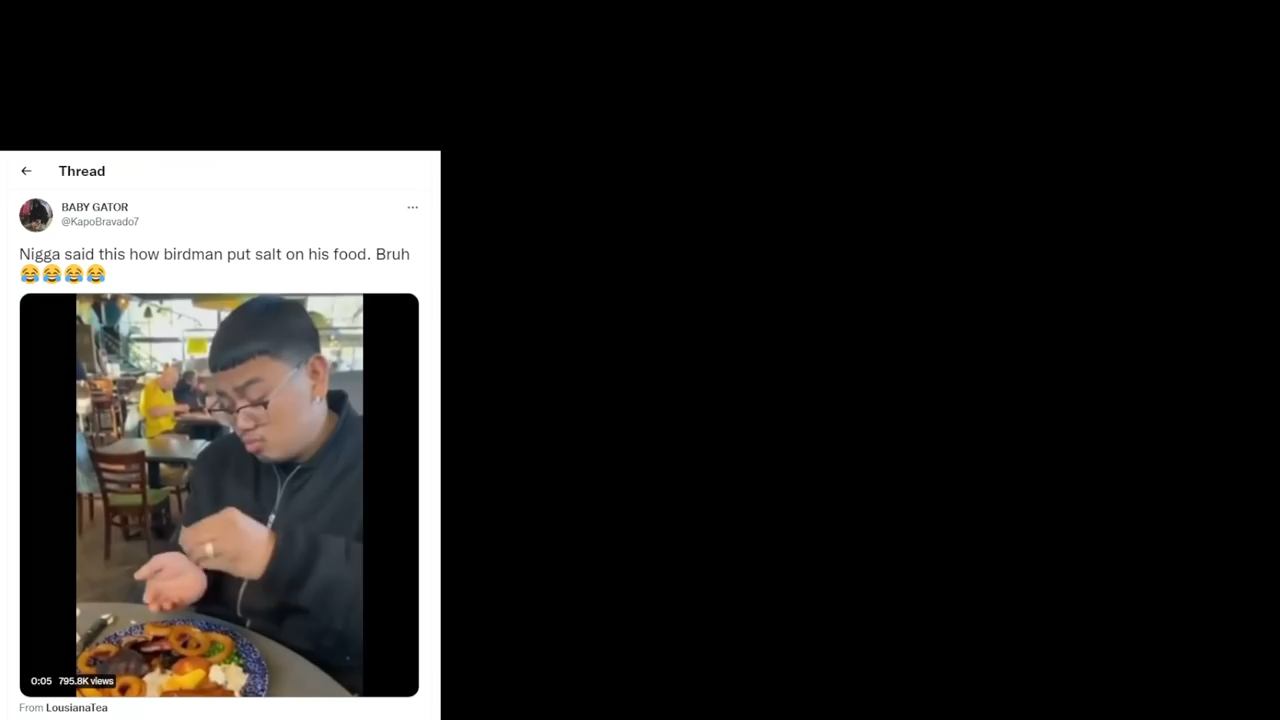 ← Thread
BABY GATOR
@KapoBravado7
Nigga said this how birdman put salt on his food. Bruh
😂😂😂😂
0:05 795.8K views
From LousianaTea